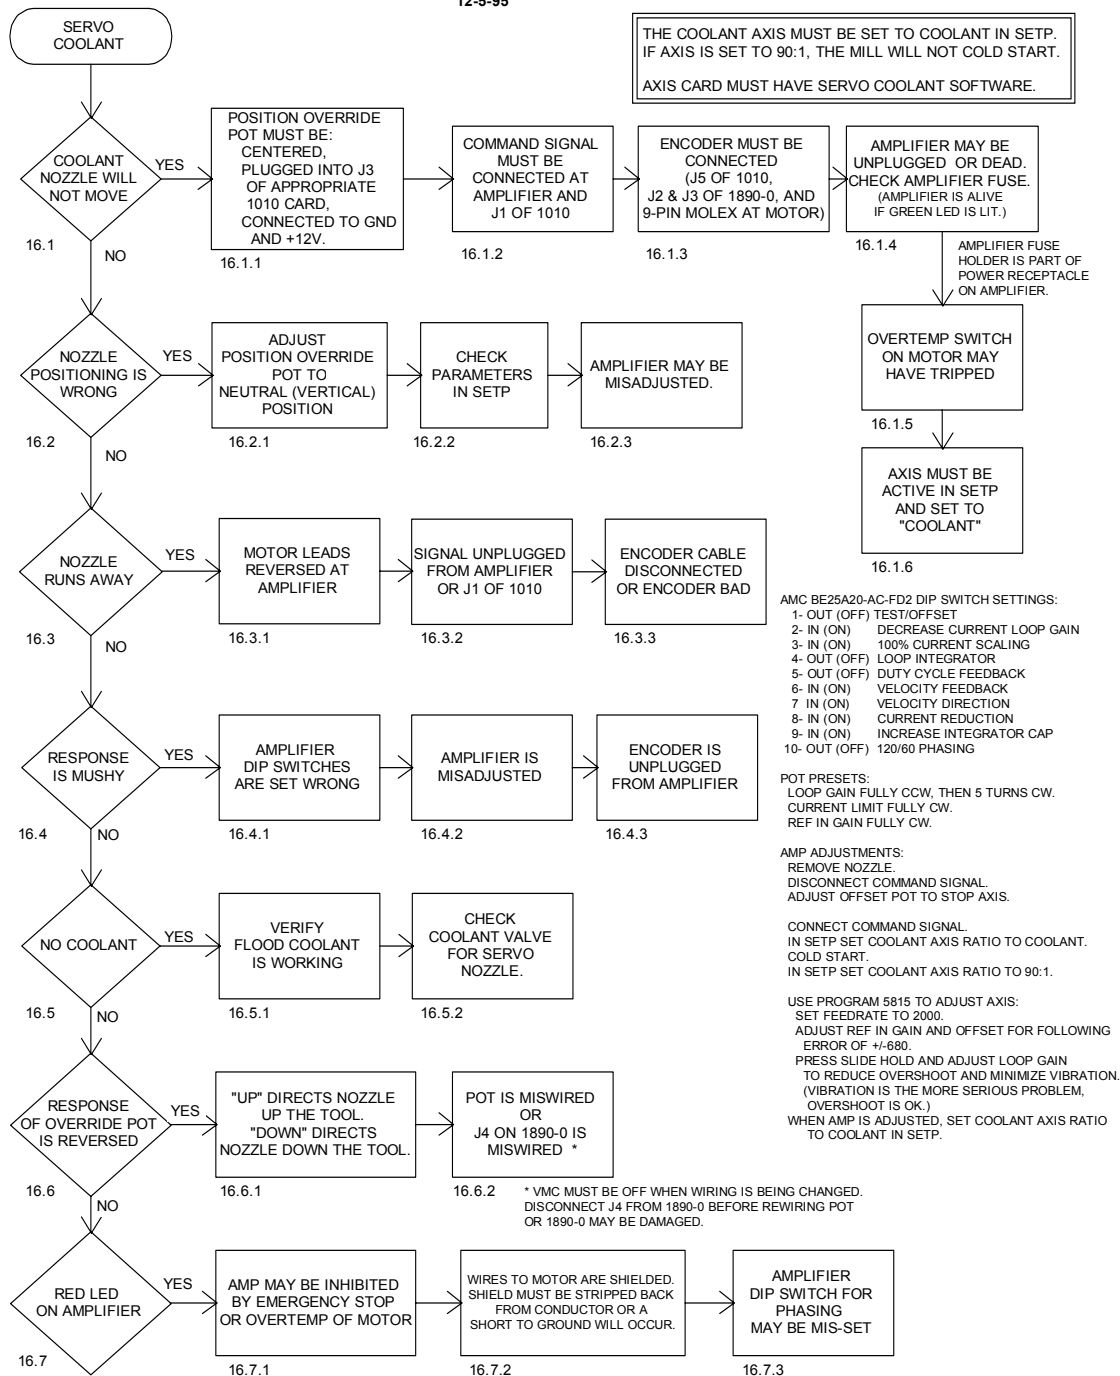 12-5-95
SERVO
COOLANT
THE COOLANT AXIS MUST BE SET TO COOLANT IN SETP.
IF AXIS IS SET TO 90:1, THE MILL WILL NOT COLD START.
AXIS CARD MUST HAVE SERVO COOLANT SOFTWARE.
COOLANT
NOZZLE WILL
NOT MOVE
YES
16.1
NO
POSITION OVERRIDE
POT MUST BE:
CENTERED,
PLUGGED INTO J3
OF APPROPRIATE
1010 CARD,
CONNECTED TO GND
AND +12V.
16.1.1
COMMAND SIGNAL
MUST BE
CONNECTED AT
AMPLIFIER AND
J1 OF 1010
16.1.2
ENCODER MUST BE
CONNECTED
(J5 OF 1010,
J2 & J3 OF 1890-0, AND
9-PIN MOLEX AT MOTOR)
16.1.3
AMPLIFIER MAY BE
UNPLUGGED OR DEAD.
CHECK AMPLIFIER FUSE.
(AMPLIFIER IS ALIVE
IF GREEN LED IS LIT.)
16.1.4
AMPLIFIER FUSE
HOLDER IS PART OF
POWER RECEPTACLE
ON AMPLIFIER.
OVERTEMP SWITCH
ON MOTOR MAY
HAVE TRIPPED
16.1.5
AXIS MUST BE
ACTIVE IN SETP
AND SET TO
"COOLANT"
16.1.6
NOZZLE
POSITIONING IS
WRONG
YES
16.2
NO
ADJUST
POSITION OVERRIDE
POT TO
NEUTRAL (VERTICAL)
POSITION
16.2.1
CHECK
PARAMETERS
IN SETP
16.2.2
AMPLIFIER MAY BE
MISADJUSTED.
16.2.3
NOZZLE
RUNS AWAY
YES
16.3
NO
MOTOR LEADS
REVERSED AT
AMPLIFIER
16.3.1
SIGNAL UNPLUGGED
FROM AMPLIFIER
OR J1 OF 1010
16.3.2
ENCODER CABLE
DISCONNECTED
OR ENCODER BAD
16.3.3
AMC BE25A20-AC-FD2 DIP SWITCH SETTINGS:
1- OUT (OFF) TEST/OFFSET
2- IN (ON) DECREASE CURRENT LOOP GAIN
3- IN (ON) 100% CURRENT SCALING
4- OUT (OFF) LOOP INTEGRATOR
5- OUT (OFF) DUTY CYCLE FEEDBACK
6- IN (ON) VELOCITY FEEDBACK
7 IN (ON) VELOCITY DIRECTION
8- IN (ON) CURRENT REDUCTION
9- IN (ON) INCREASE INTEGRATOR CAP
10- OUT (OFF) 120/60 PHASING
POT PRESETS:
LOOP GAIN FULLY CCW, THEN 5 TURNS CW.
CURRENT LIMIT FULLY CW.
REF IN GAIN FULLY CW.
AMP ADJUSTMENTS:
REMOVE NOZZLE.
DISCONNECT COMMAND SIGNAL.
ADJUST OFFSET POT TO STOP AXIS.
CONNECT COMMAND SIGNAL.
IN SETP SET COOLANT AXIS RATIO TO COOLANT.
COLD START.
IN SETP SET COOLANT AXIS RATIO TO 90:1.
USE PROGRAM 5815 TO ADJUST AXIS:
SET FEEDRATE TO 2000.
ADJUST REF IN GAIN AND OFFSET FOR FOLLOWING
ERROR OF +/-680.
PRESS SLIDE HOLD AND ADJUST LOOP GAIN
TO REDUCE OVERSHOOT AND MINIMIZE VIBRATION.
(VIBRATION IS THE MORE SERIOUS PROBLEM,
OVERSHOOT IS OK.)
WHEN AMP IS ADJUSTED, SET COOLANT AXIS RATIO
TO COOLANT IN SETP.
RESPONSE
IS MUSHY
YES
16.4
NO
AMPLIFIER
DIP SWITCHES
ARE SET WRONG
16.4.1
AMPLIFIER IS
MISADJUSTED
16.4.2
ENCODER IS
UNPLUGGED
FROM AMPLIFIER
16.4.3
NO COOLANT
YES
16.5
NO
VERIFY
FLOOD COOLANT
IS WORKING
16.5.1
CHECK
COOLANT VALVE
FOR SERVO
NOZZLE.
16.5.2
RESPONSE
OF OVERRIDE POT
IS REVERSED
YES
16.6
NO
"UP" DIRECTS NOZZLE
UP THE TOOL.
"DOWN" DIRECTS
NOZZLE DOWN THE TOOL.
16.6.1
POT IS MISWIRED
OR
J4 ON 1890-0 IS
MISWIRED *
16.6.2
* VMC MUST BE OFF WHEN WIRING IS BEING CHANGED.
DISCONNECT J4 FROM 1890-0 BEFORE REWIRING POT
OR 1890-0 MAY BE DAMAGED.
RED LED
ON AMPLIFIER
YES
16.7
AMP MAY BE INHIBITED
BY EMERGENCY STOP
OR OVERTEMP OF MOTOR
16.7.1
WIRES TO MOTOR ARE SHIELDED.
SHIELD MUST BE STRIPPED BACK
FROM CONDUCTOR OR A
SHORT TO GROUND WILL OCCUR.
16.7.2
AMPLIFIER
DIP SWITCH FOR
PHASING
MAY BE MIS-SET
16.7.3